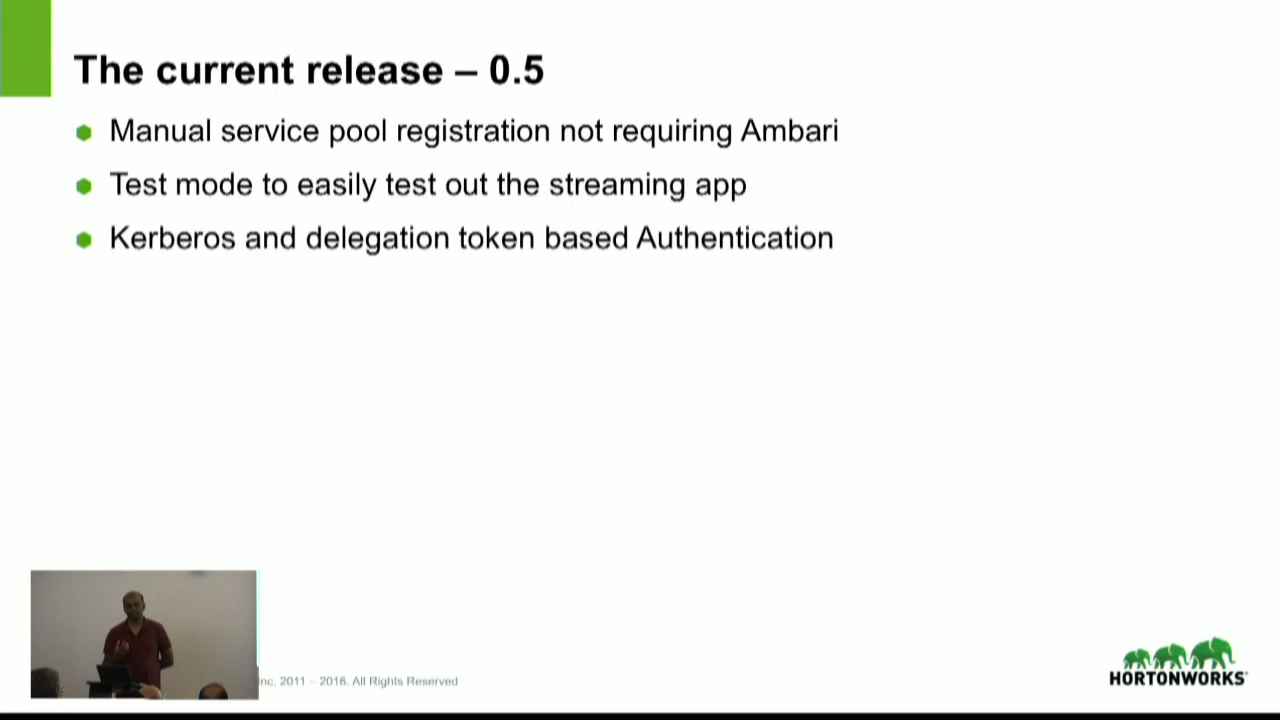 The current release – 0.5
Manual service pool registration not requiring Ambari
Test mode to easily test out the streaming app
Kerberos and delegation token based Authentication
Inc. 2011 – 2016. All Rights Reserved
HORTONWORKS